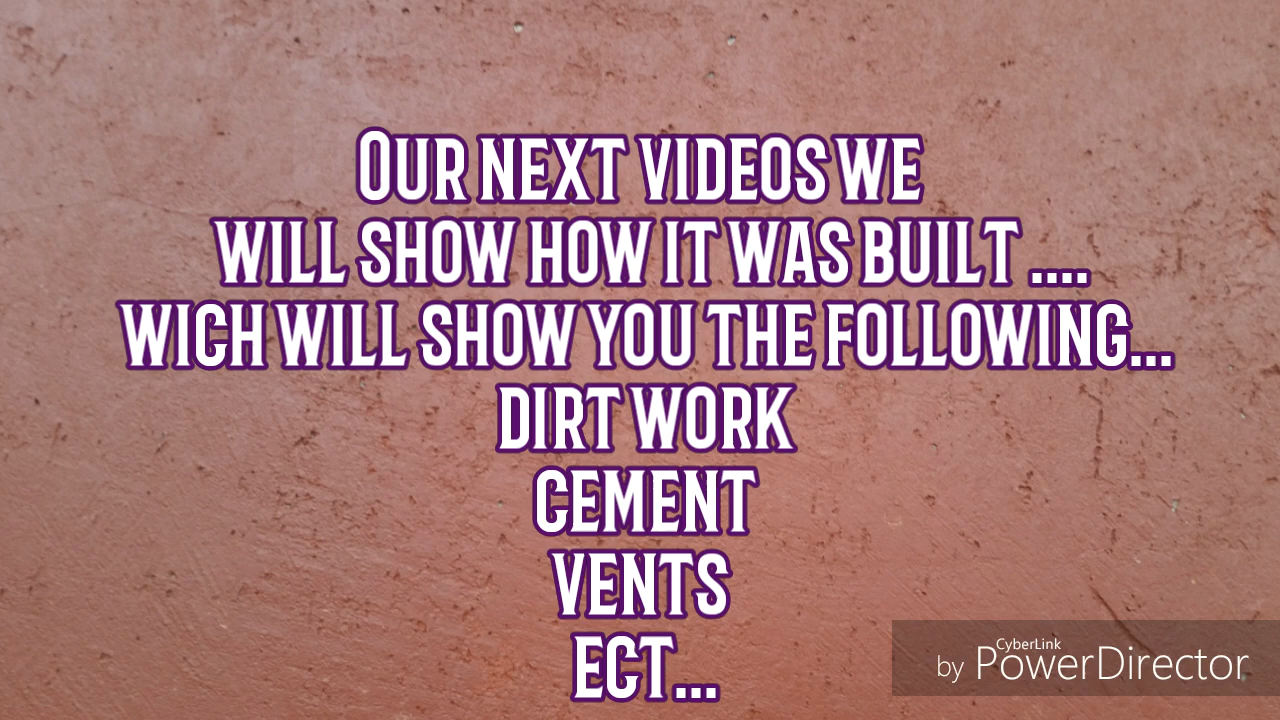 OUR NEXT VIDEOS WE
WILL SHOW HOW IT WAS BUILT ....
WICH WILL SHOW YOU THE FOLLOWING...
DIRT WORK
CEMENT
VENTS
ECT...
by CyberLink PowerDirector